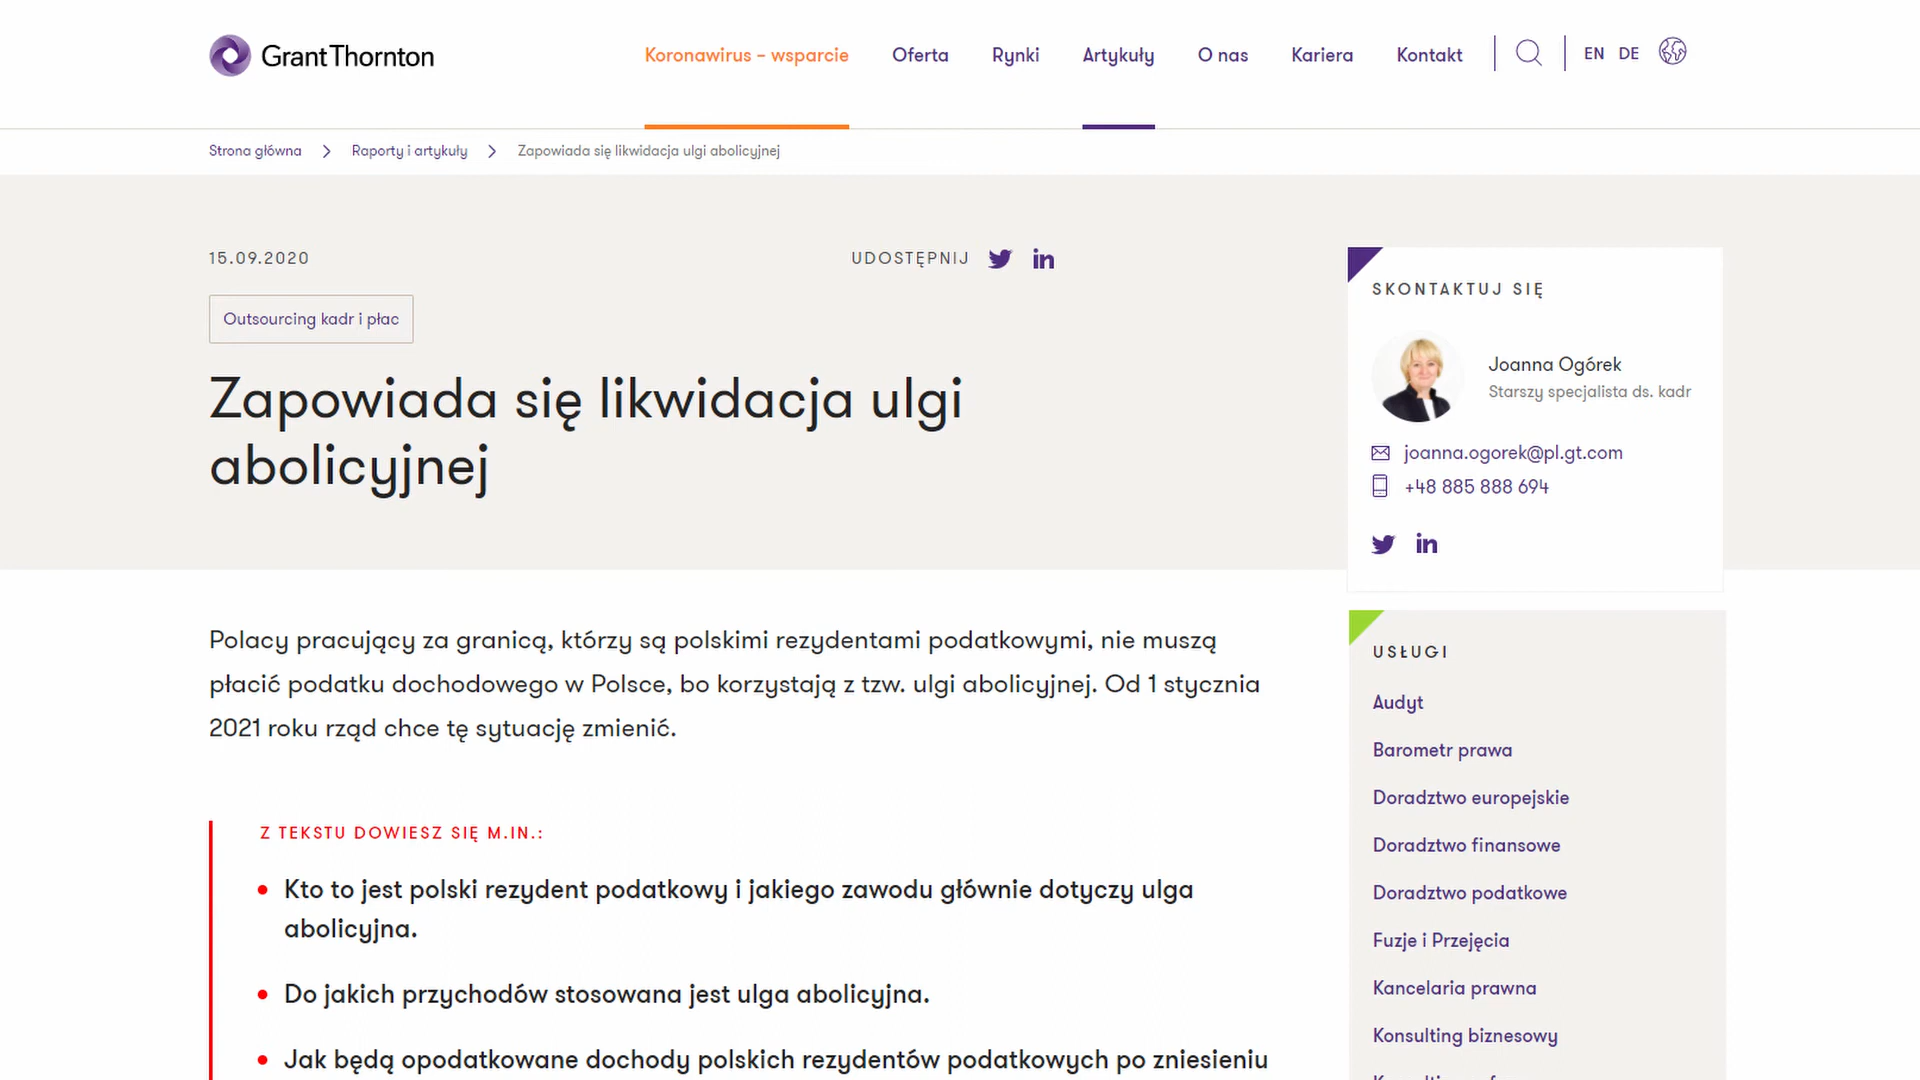 Grant Thornton
Koronawirus – wsparcie
Oferta
Rynki
Artykuły
O nas
Kariera
Kontakt
EN DE
Strona główna
Raporty i artykuły
Zapowiada się likwidacja ulgi abolicyjnej
15.09.2020
UDOSTĘPNIJ
Outsourcing kadr i płac
Zapowiada się likwidacja ulgi
abolicyjnej
Polacy pracujący za granicą, którzy są polskimi rezydentami podatkowymi, nie muszą
płacić podatku dochodowego w Polsce, bo korzystają z tzw. ulgi abolicyjnej. Od 1 stycznia
2021 roku rząd chce tę sytuację zmienić.
Z TEKSTU DOWIESZ SIĘ M.IN.:
Kto to jest polski rezydent podatkowy i jakiego zawodu głównie dotyczy ulga
abolicyjna.
Do jakich przychodów stosowana jest ulga abolicyjna.
Jak będą opodatkowane dochody polskich rezydentów podatkowych po zniesieniu
SKONTAKTUJ SIĘ
Joanna Ogórek
Starszy specjalista ds. kadr
joanna.ogorek@pl.gt.com
+48 885 888 694
USŁUGI
Audyt
Barometr prawa
Doradztwo europejskie
Doradztwo finansowe
Doradztwo podatkowe
Fuzje i Przejęcia
Kancelaria prawna
Konsulting biznesowy